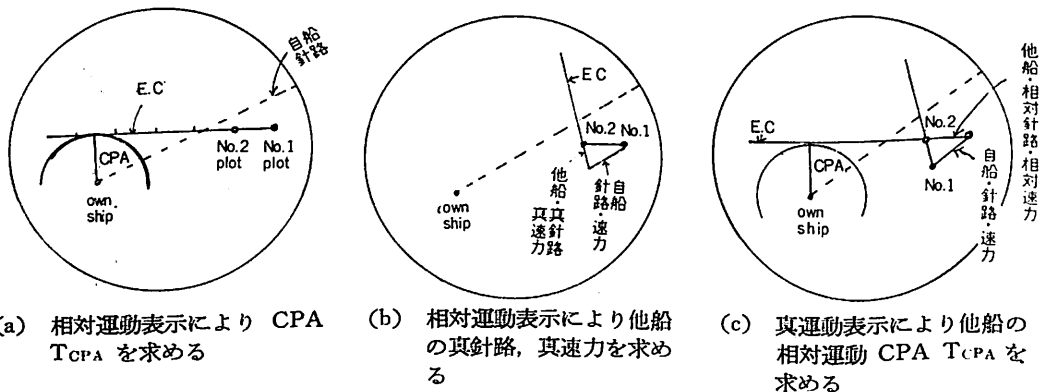 自船
針路
E.C
No.2
plot
No.1
plot
CPA
own
ship
(a) 相対運動表示により CPA
TCPA を求める
EC
No.2
No.1
自船
針路・速力
他船・真針路
真速力
own
ship
(b) 相対運動表示により他船
の真針路，真速力を求め
る
E.C
No.2
No.1
CPA
own
ship
他船・相対針路・相対速力
自船・針路・速力
(c) 真運動表示により他船の
相対運動 CPA TCPA を
求める